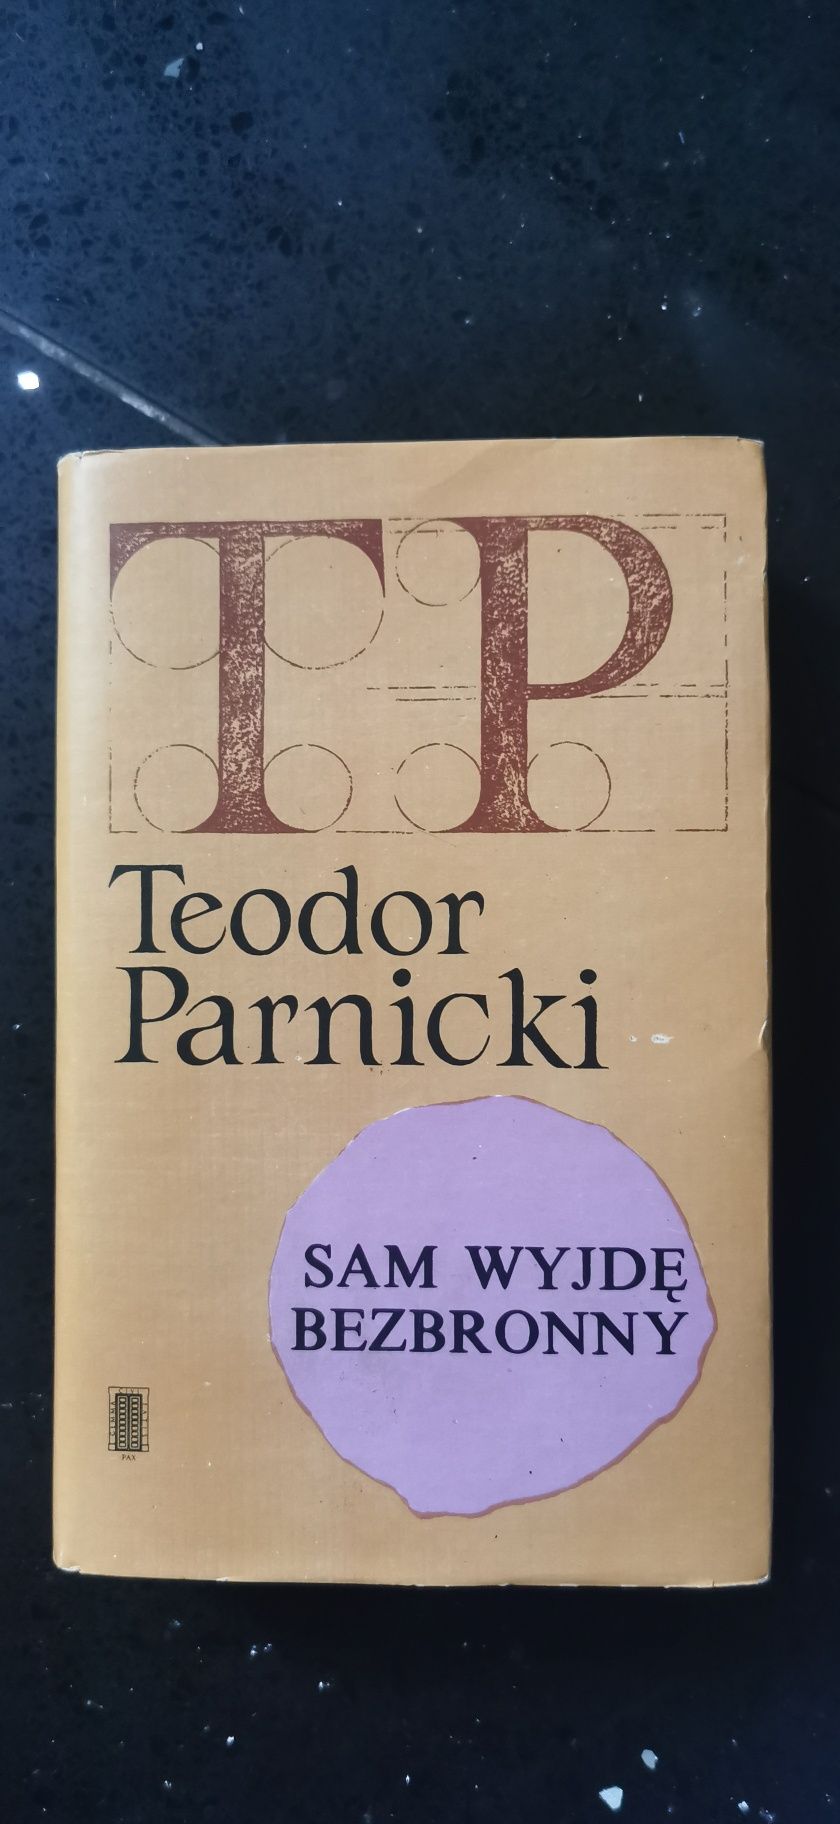 TP
Teodor
Parnicki
SAM WYJDĘ
BEZBRONNY
PAX